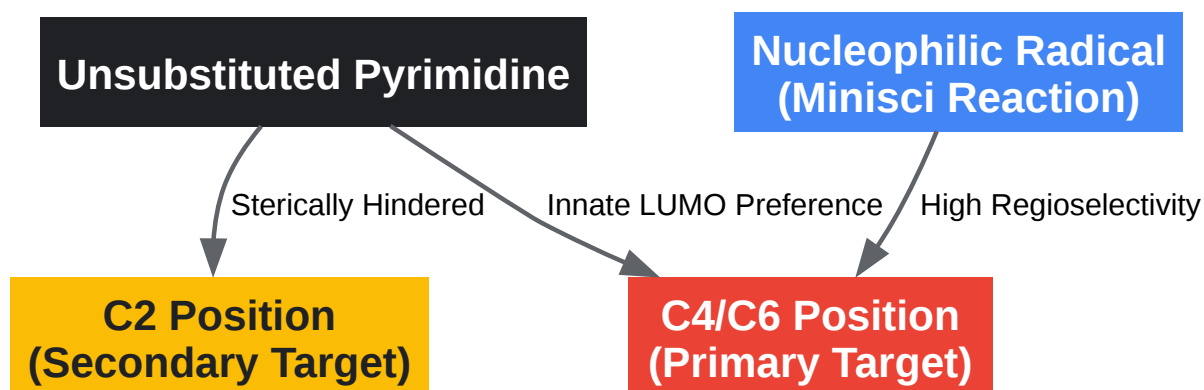 Unsubstituted Pyrimidine
Nucleophilic Radical
(Minisci Reaction)
Sterically Hindered
Innate LUMO Preference
High Regioselectivity
C2 Position
(Secondary Target)
C4/C6 Position
(Primary Target)